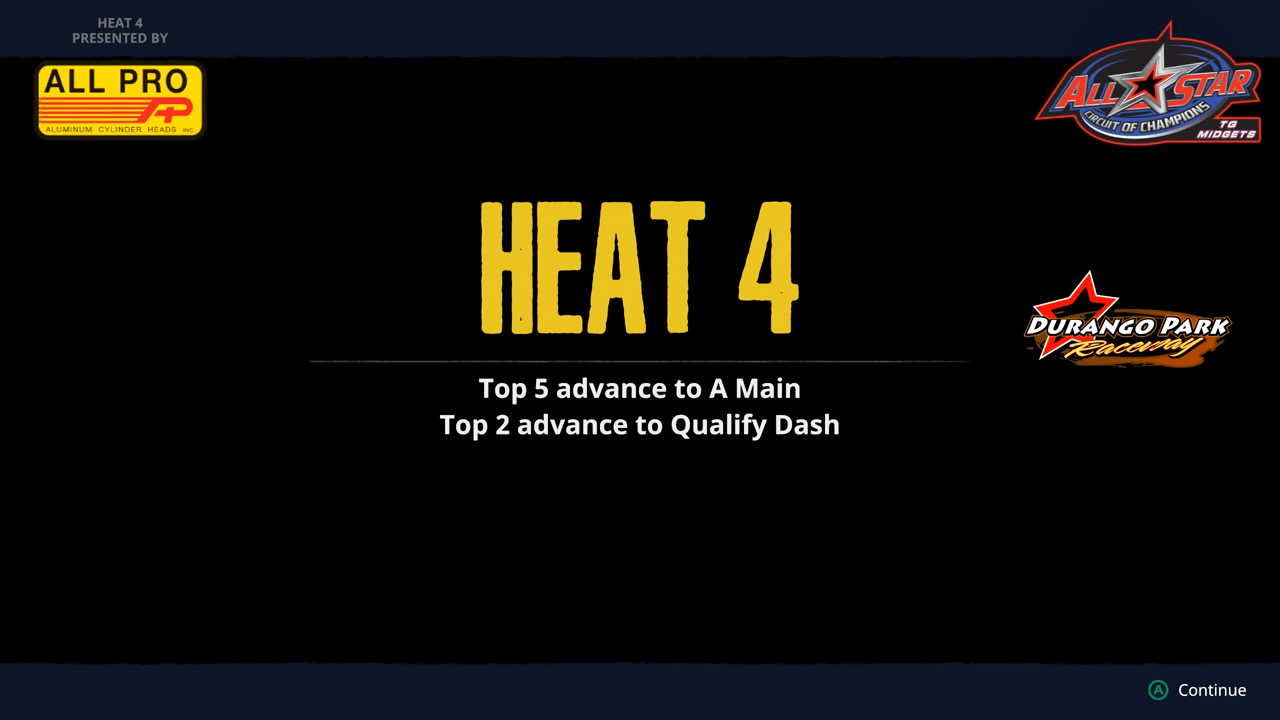 HEAT 4
PRESENTED BY
ALL PRO
AP
ALUMINUM CYLINDER HEADS INC.
ALL STAR
CIRCUIT OF CHAMPIONS
TQ
MIDGETS
HEAT 4
DURANGO PARK
Raceway
Top 5 advance to A Main
Top 2 advance to Qualify Dash
A Continue